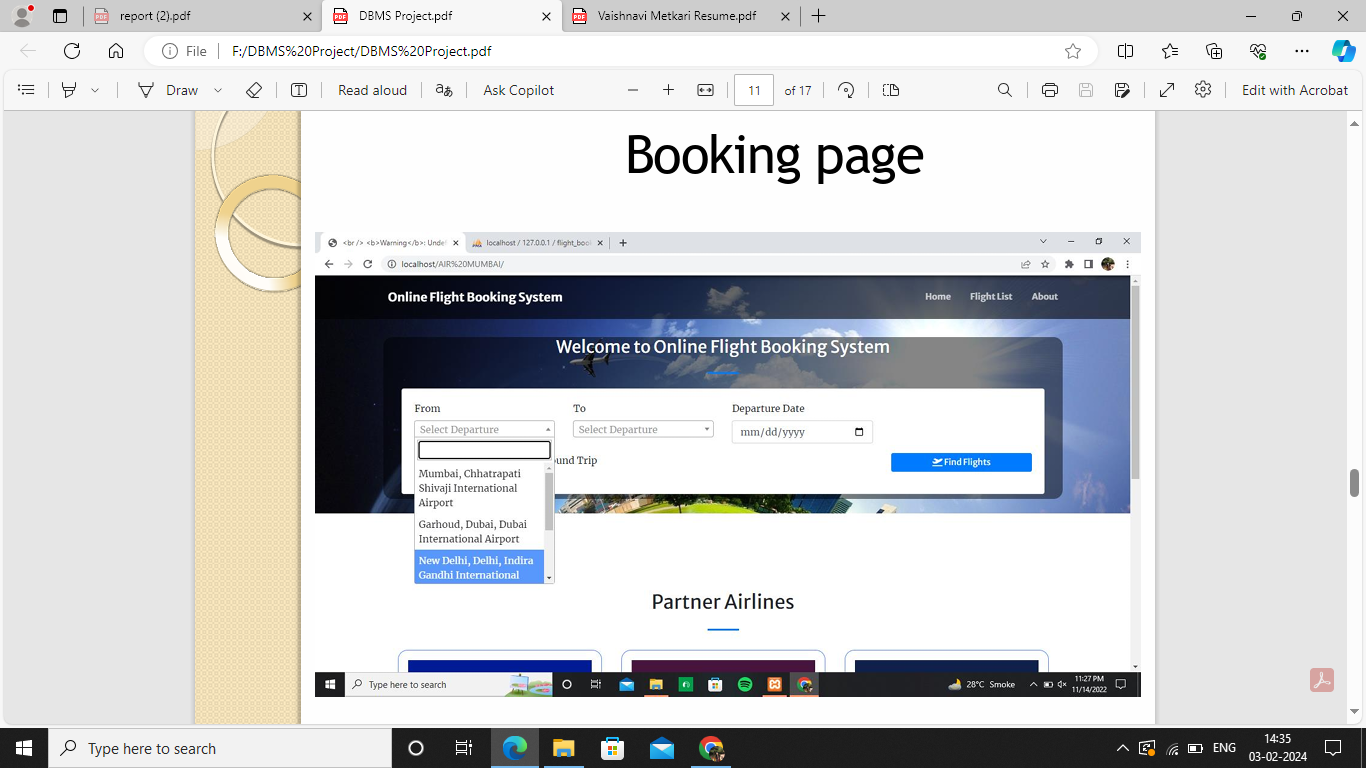 report (2).pdf
DBMS Project.pdf
Vaishnavi Metkari Resume.pdf
File
F:/DBMS%20Project/DBMS%20Project.pdf
Draw
Read aloud
Ask Copilot
11
of 17
Edit with Acrobat
Booking page
<br /> <b>Warning</b>: Undef
localhost / 127.0.0.1 / flight_book
localhost/AIR%20MUMBAI/
Online Flight Booking System
Home
Flight List
About
Welcome to Online Flight Booking System
From
To
Departure Date
Select Departure
Select Departure
mm/dd/yyyy
ound Trip
Find Flights
Mumbai, Chhatrapati
Shivaji International
Airport
Garhoud, Dubai, Dubai
International Airport
New Delhi, Delhi, Indira
Gandhi International
Partner Airlines
Type here to search
28°C Smoke
11:27 PM
11/14/2022
Type here to search
ENG
14:35
03-02-2024